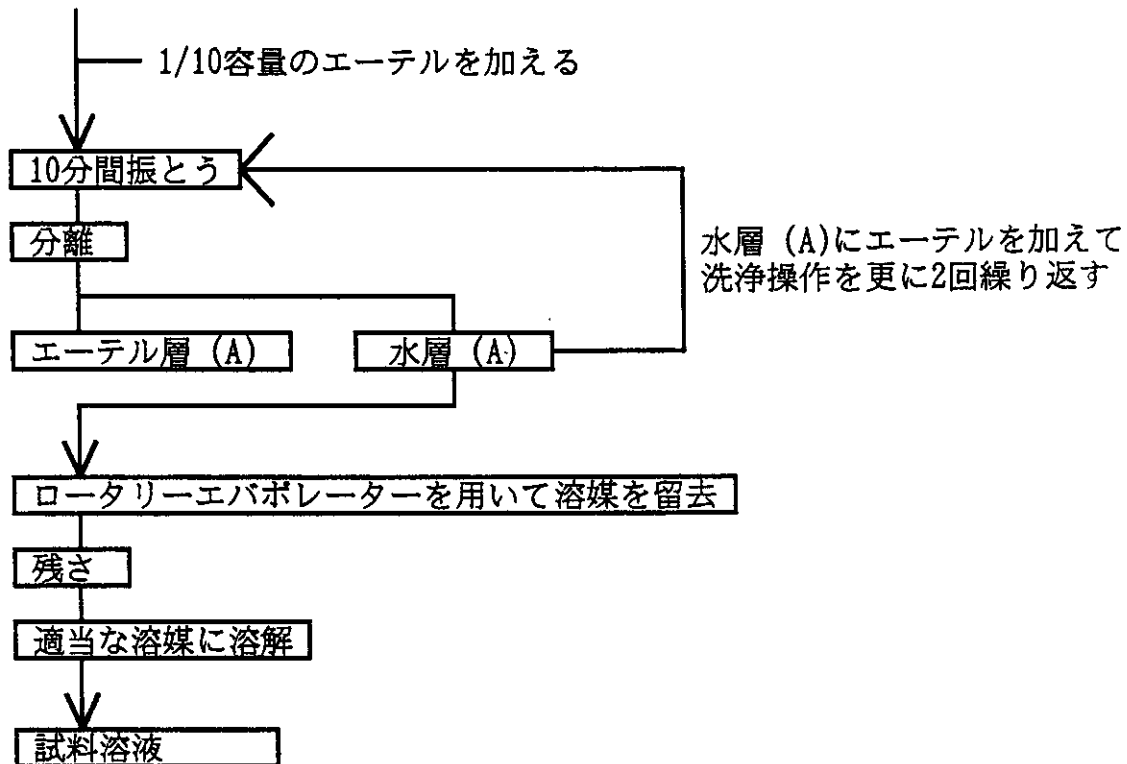 1/10容量のエーテルを加える
10分間振とう
分離
水層 (A)にエーテルを加えて
洗浄操作を更に2回繰り返す
エーテル層 (A)
水層 (A)
ロータリーエバポレーターを用いて溶媒を留去
残さ
適当な溶媒に溶解
試料溶液